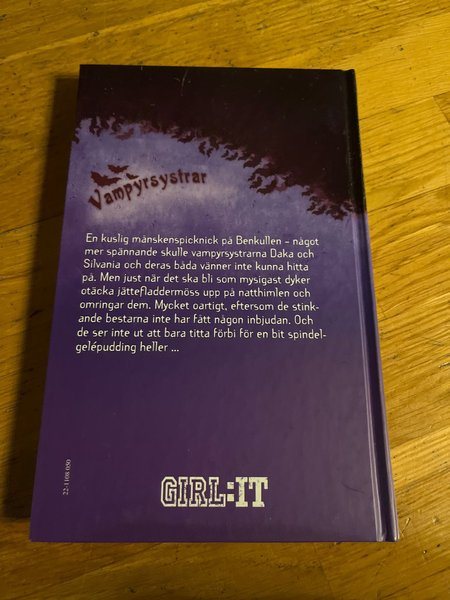 Vampyrsystrar
En kuslig månskenspicknick på Benkullen – något
mer spännande skulle vampyrsystrarna Daka och
Silvania och deras båda vänner inte kunna hitta
på. Men just när det ska bli som mysigast dyker
otäcka jättefladdermöss upp på natthimlen och
omringar dem. Mycket oartigt, eftersom de stink-
ande bestarna inte har fått någon inbjudan. Och
de ser inte ut att bara titta förbi för en bit spindel-
gelépudding heller ...
22-1108 050
GIRL:IT